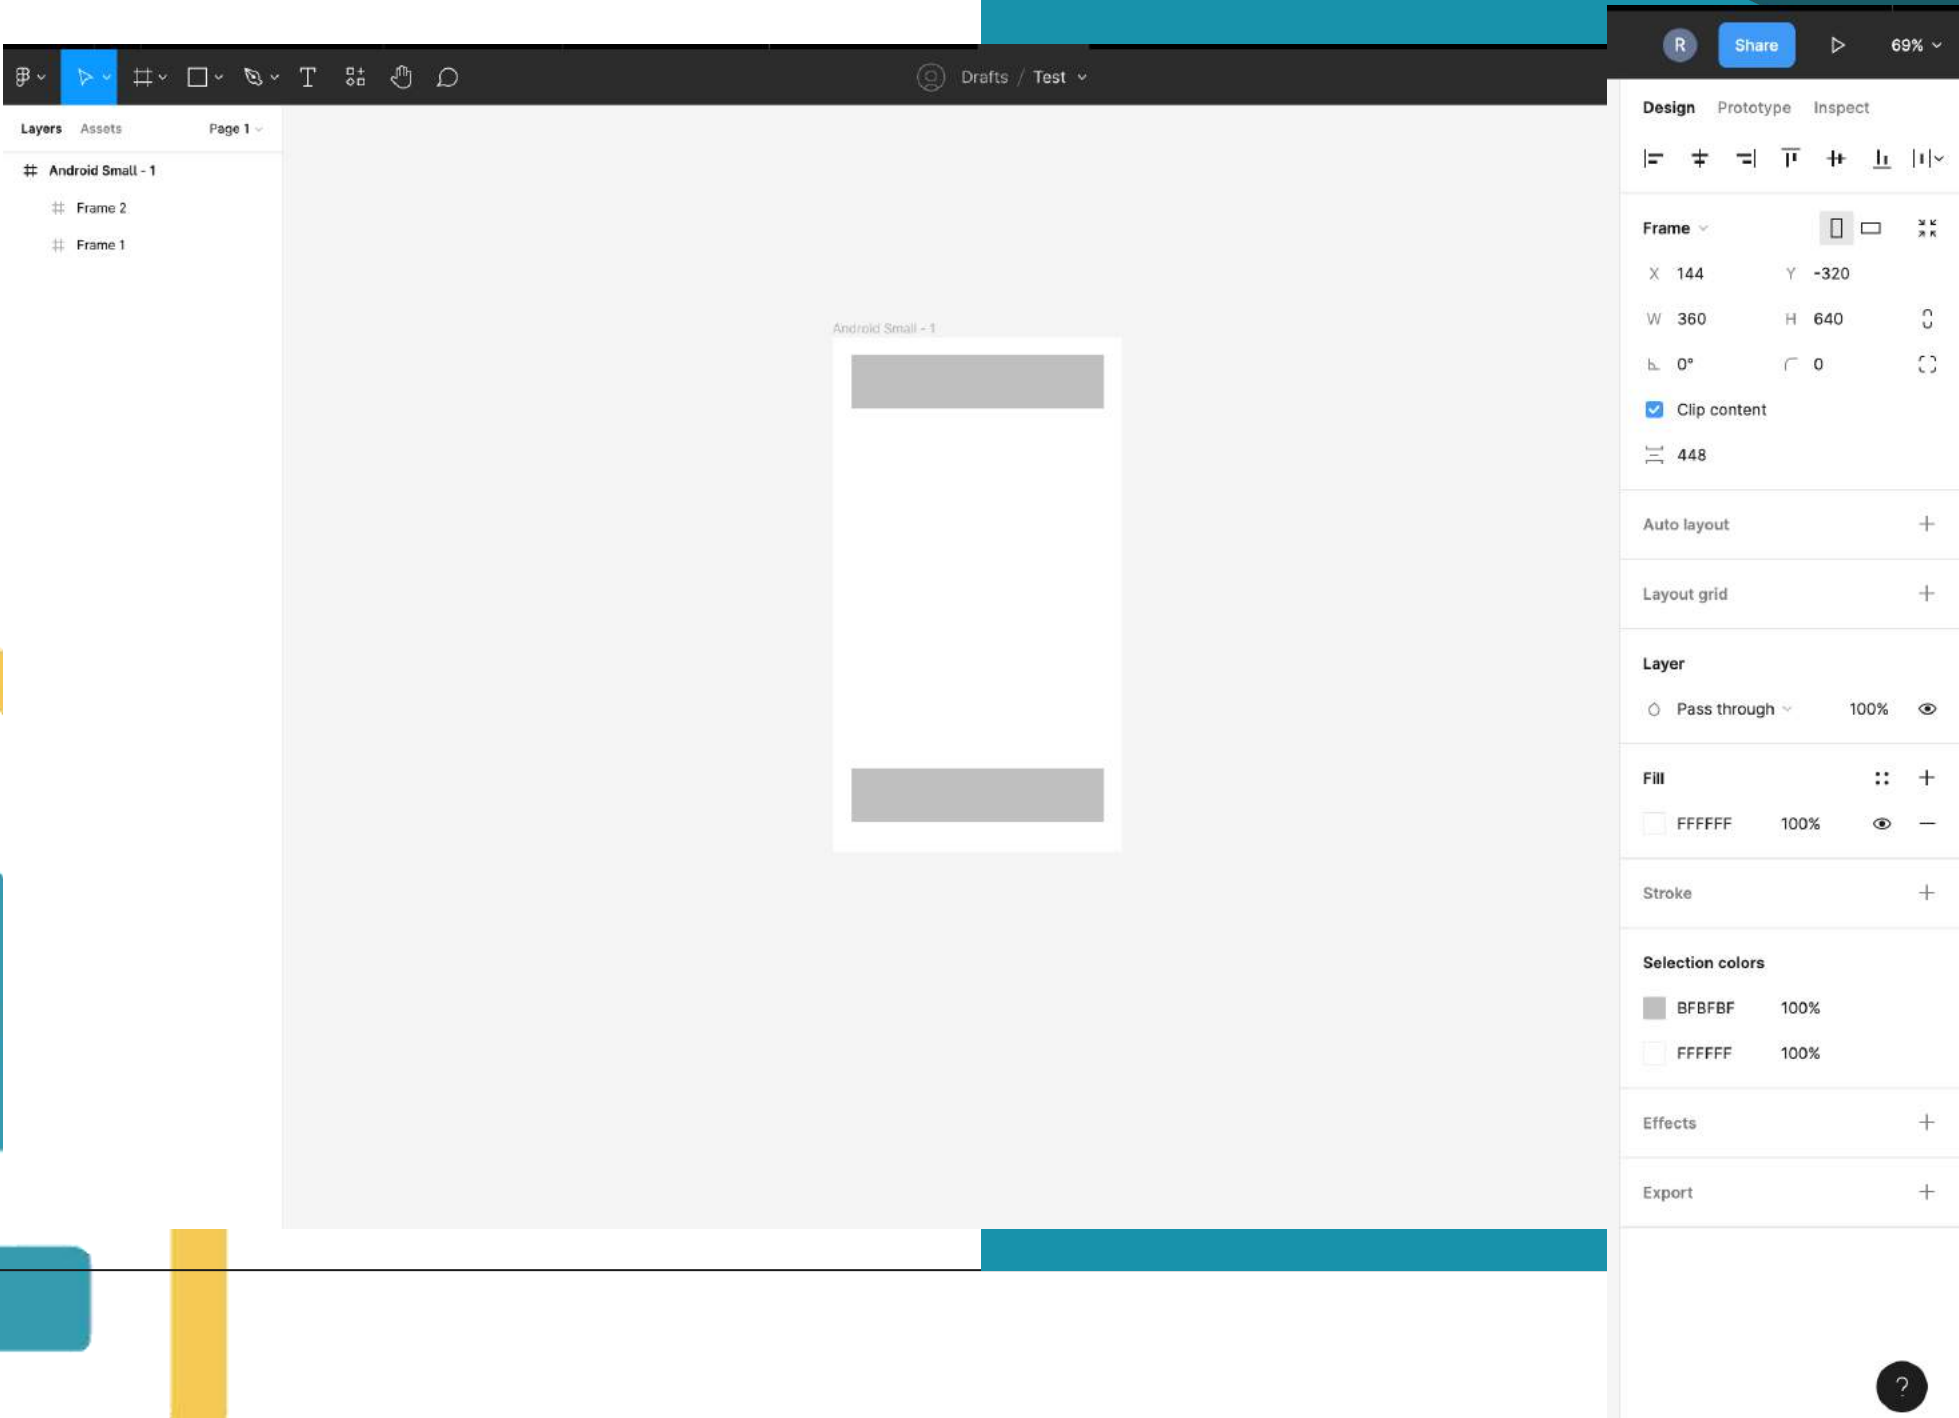 R Share 69%
Drafts / Test
Layers Assets Page 1
Android Small - 1
Frame 2
Frame 1
Android Small - 1
Design Prototype Inspect
Frame
X 144 Y -320
W 360 H 640
0° 0
Clip content
448
Auto layout
Layout grid
Layer
Pass through 100%
Fill
FFFFFF 100%
Stroke
Selection colors
BFBFBF 100%
FFFFFF 100%
Effects
Export
?